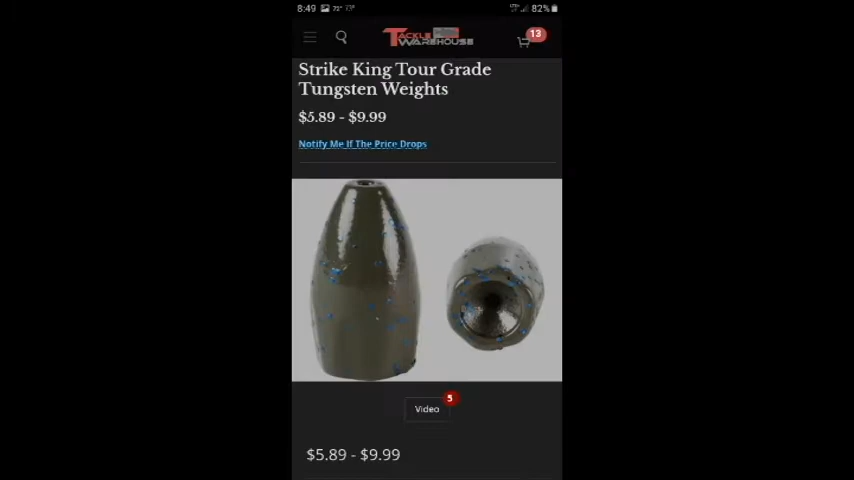 8:49
82%
TACKLE
WAREHOUSE
13
Strike King Tour Grade
Tungsten Weights
$5.89 - $9.99
Notify Me If The Price Drops
Video
5
$5.89 - $9.99